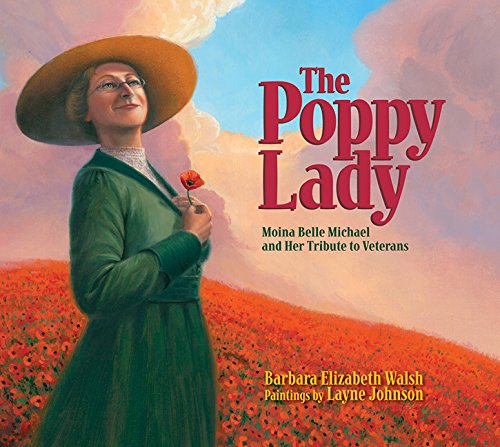 The
Poppy
Lady
Moina Belle Michael
and Her Tribute to Veterans
Barbara Elizabeth Walsh
Paintings by Layne Johnson